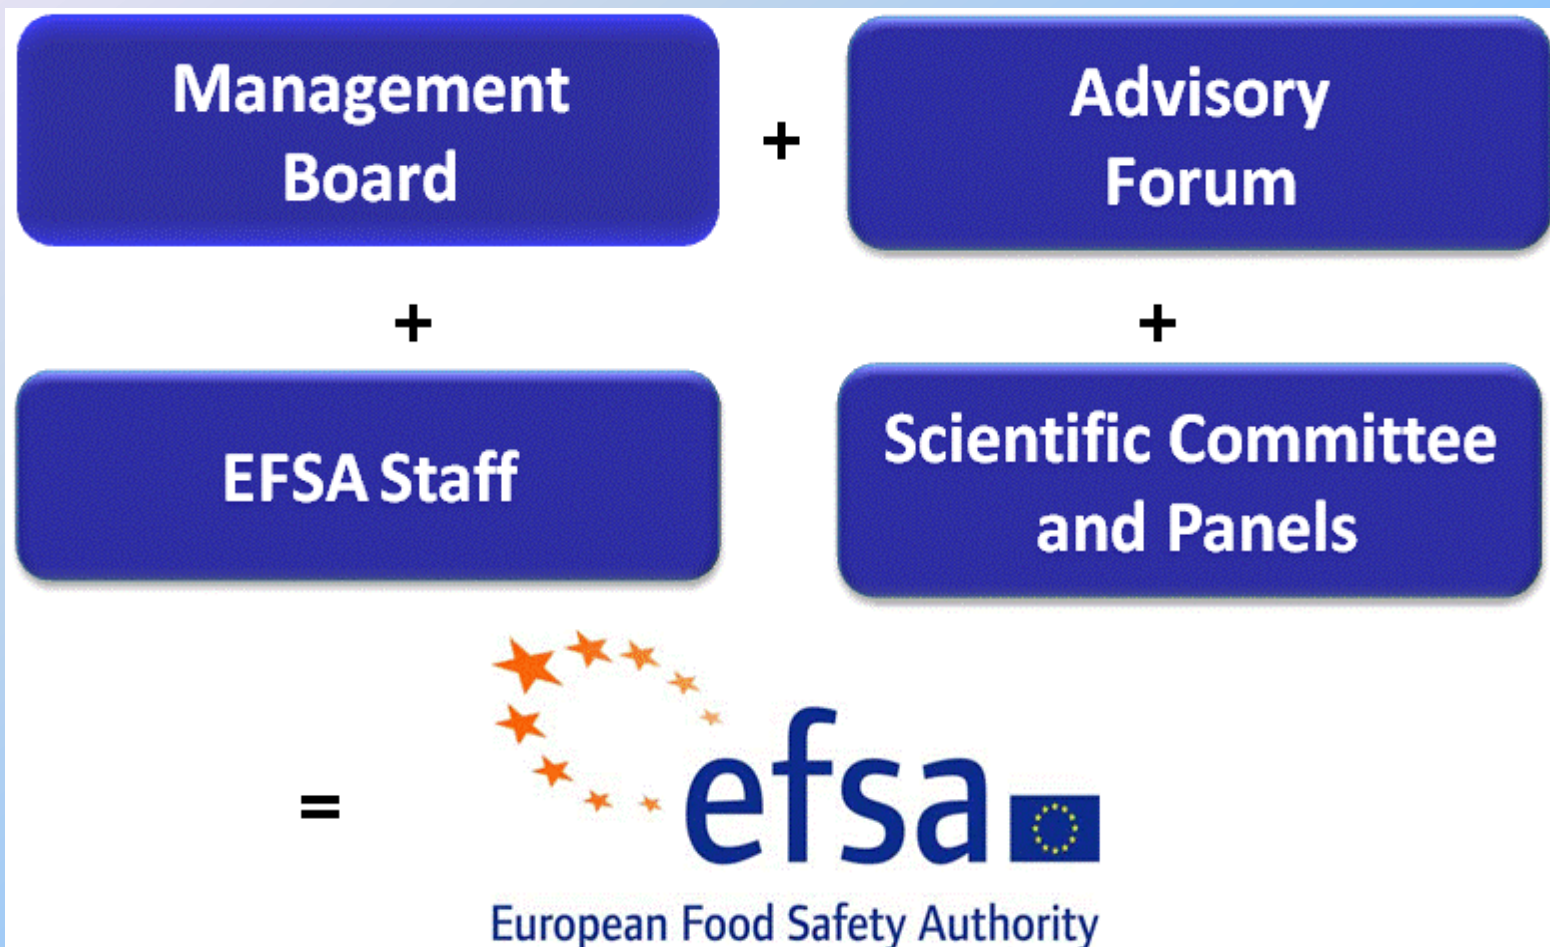 Management
Board
+
Advisory
Forum
+
+
EFSA Staff
Scientific Committee
and Panels
=
efsa
European Food Safety Authority